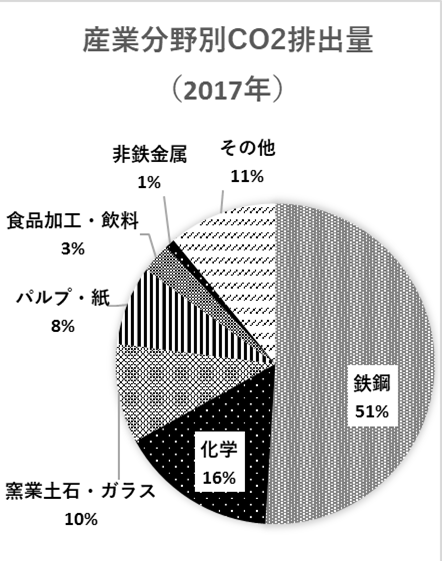 産業分野別CO2排出量
（2017年）
その他
11%
非鉄金属
1%
食品加工・飲料
3%
パルプ・紙
8%
鉄鋼
51%
化学
16%
窯業土石・ガラス
10%